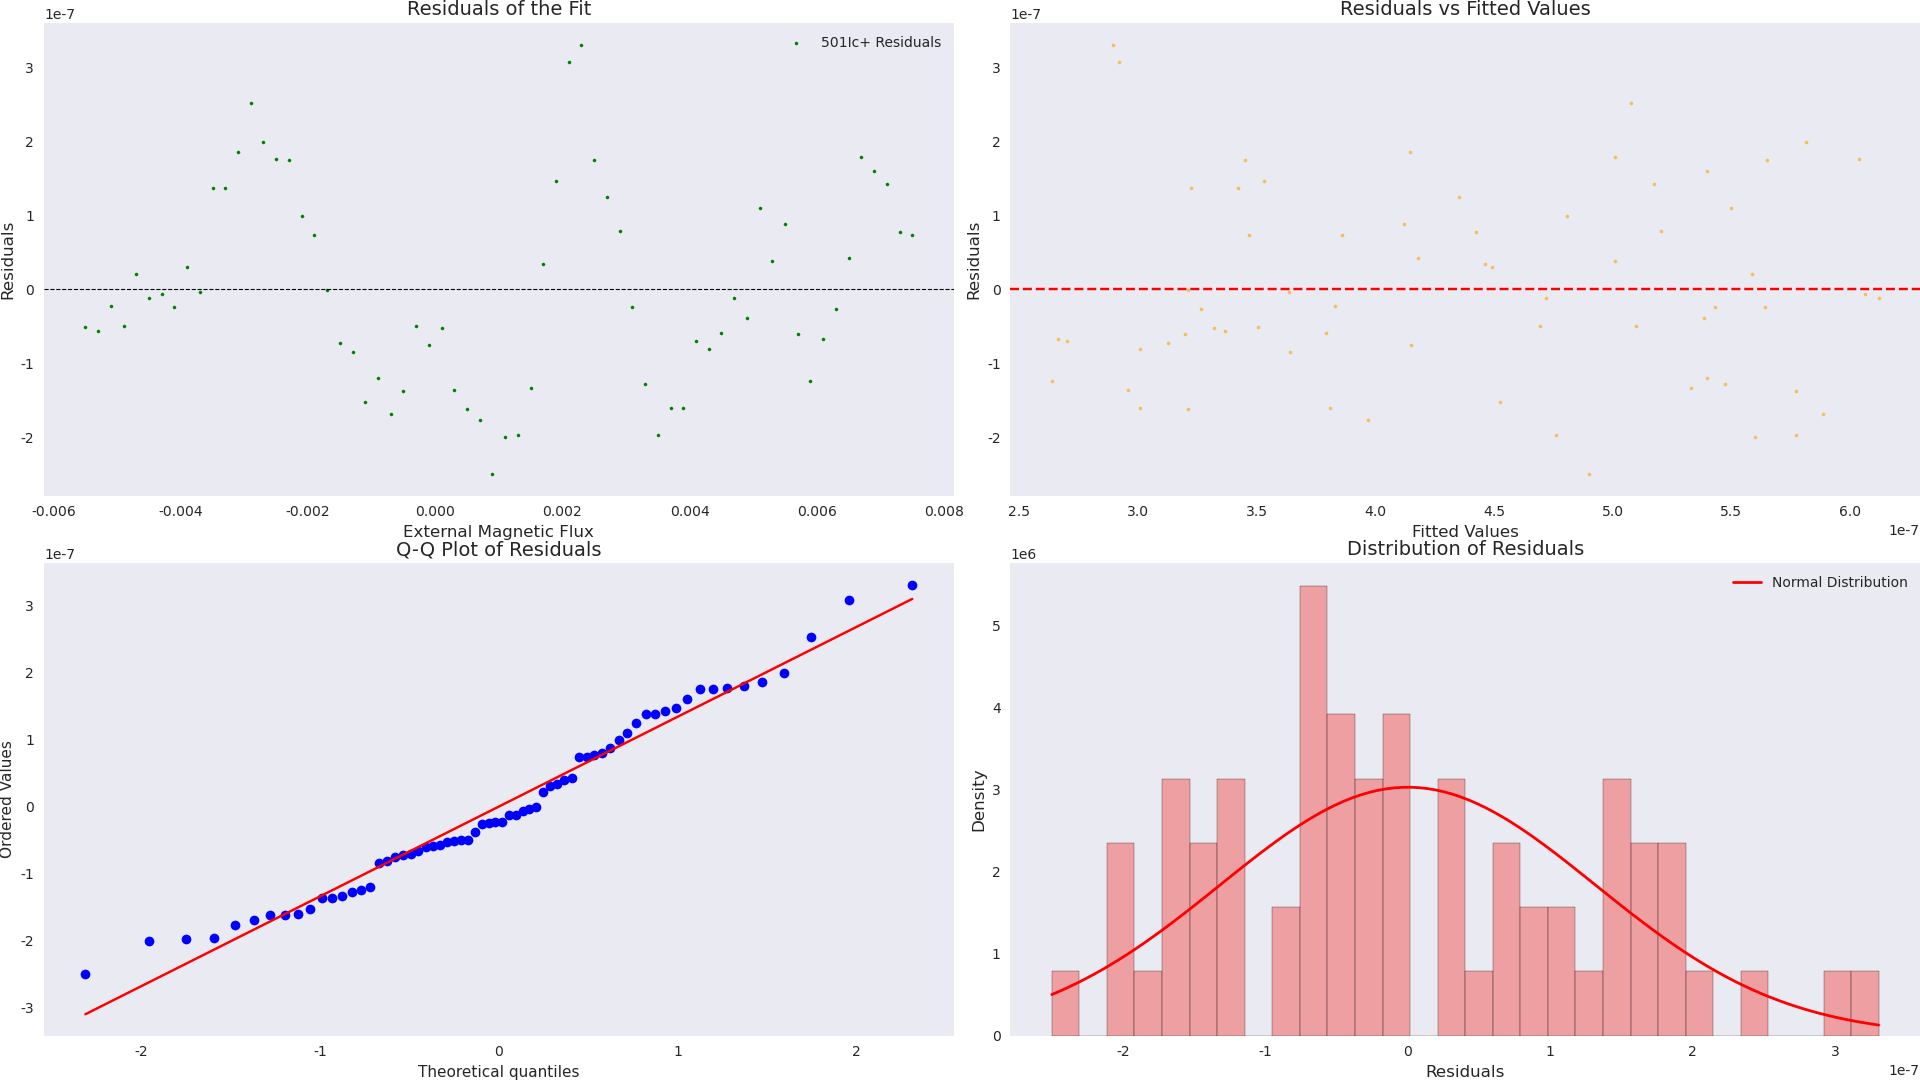 Residuals of the Fit
1e-7
501Ic+ Residuals
3
2
1
0
-1
-2
Residuals
-0.006 -0.004 -0.002 0.000 0.002 0.004 0.006 0.008
External Magnetic Flux
Residuals vs Fitted Values
1e-7
3
2
1
0
-1
-2
Residuals
2.5 3.0 3.5 4.0 4.5 5.0 5.5 6.0
1e-7
Fitted Values
Q-Q Plot of Residuals
1e-7
3
2
1
0
-1
-2
-3
Ordered Values
-2 -1 0 1 2
Theoretical quantiles
Distribution of Residuals
1e6
Normal Distribution
5
4
3
2
1
0
Density
-2 -1 0 1 2 3
1e-7
Residuals